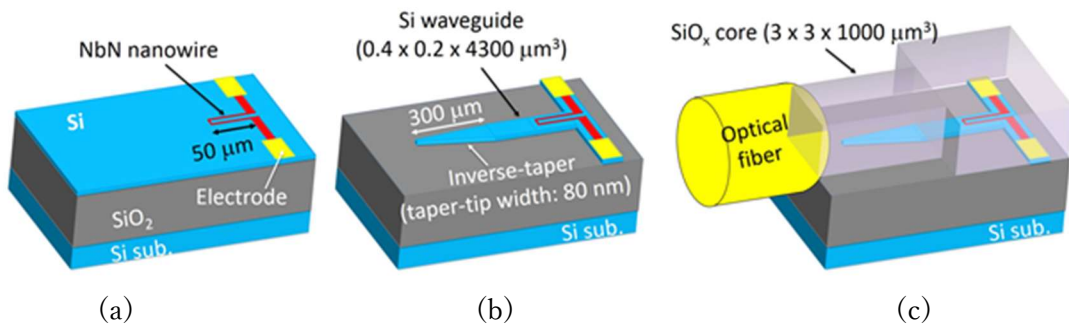 NbN nanowire
Si
50 μm
Electrode
SiO₂
Si sub.
(a)
Si waveguide
(0.4 x 0.2 x 4300 μm³)
300 μm
Inverse-taper
(taper-tip width: 80 nm)
Si sub.
(b)
SiOₓ core (3 x 3 x 1000 μm³)
Optical
fiber
Si sub.
(c)